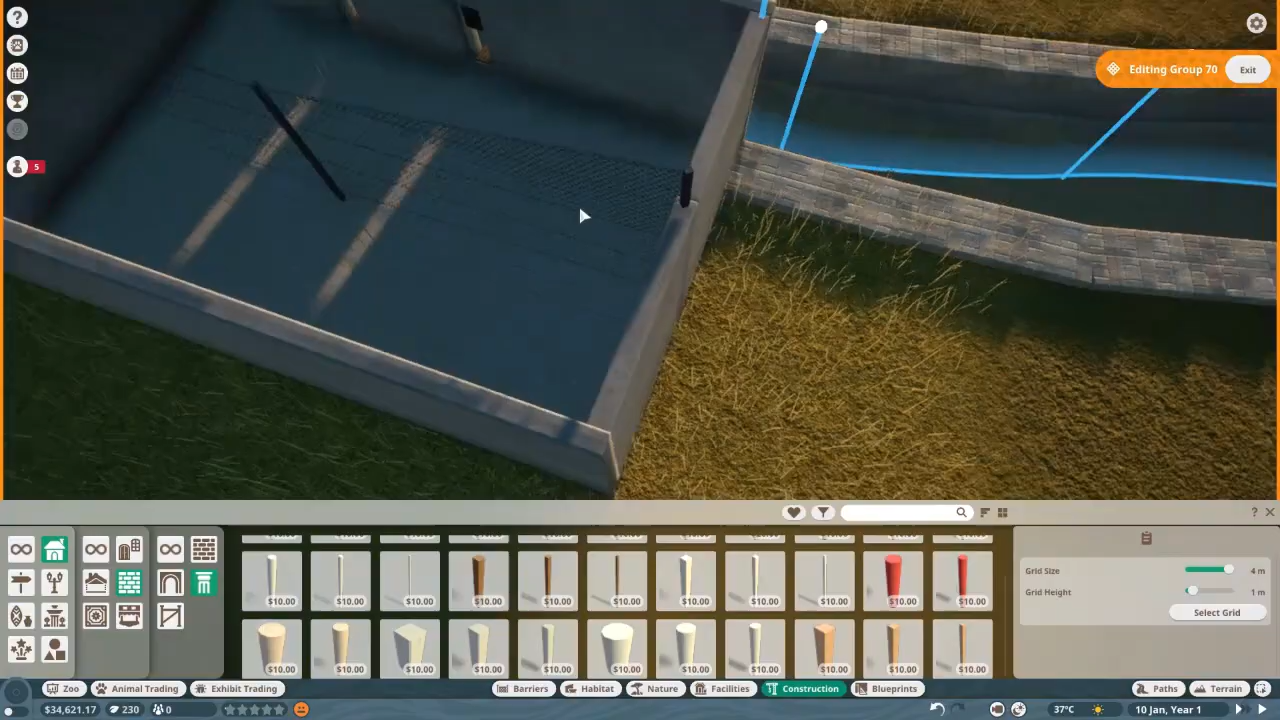 ?
Editing Group 70
Exit
5
? ×
$10.00 $10.00 $10.00 $10.00 $10.00 $10.00 $10.00 $10.00 $10.00 $10.00 $10.00
$10.00 $10.00 $10.00 $10.00 $10.00 $10.00 $10.00 $10.00 $10.00 $10.00 $10.00
Grid Size 4 m
Grid Height 1 m
Select Grid
Zoo Animal Trading Exhibit Trading Barriers Habitat Nature Facilities Construction Blueprints Paths Terrain
$34,621.17 230 0 37°C 10 Jan, Year 1